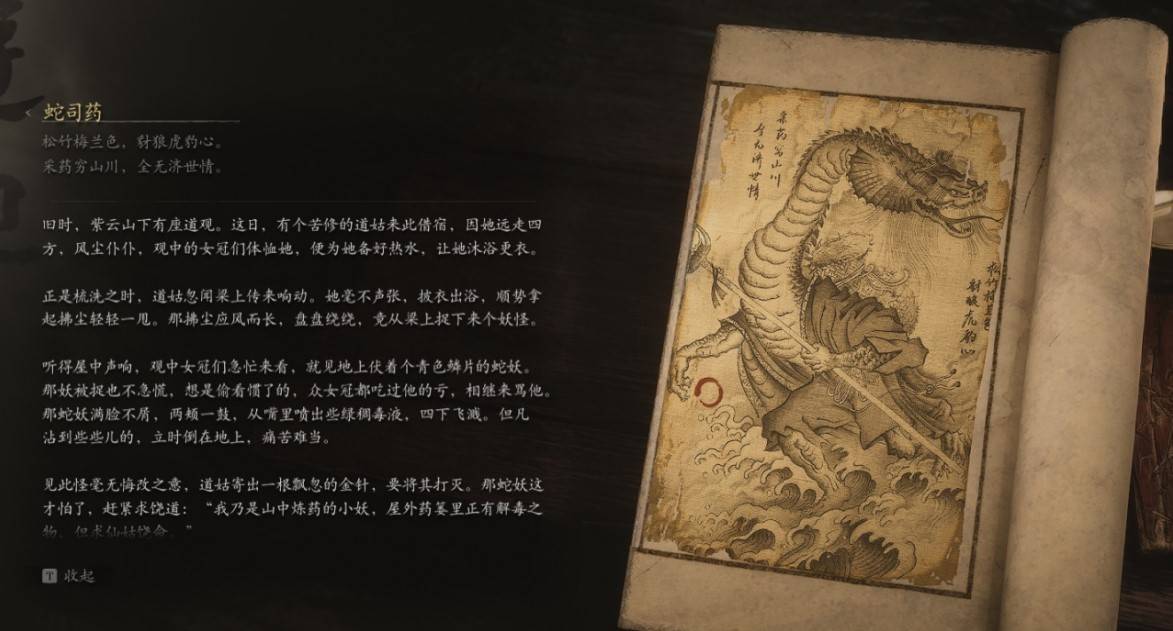 蛇司药
松竹梅兰色，豺狼虎豹心。
采药穷山川，全无济世情。
旧时，紫云山下有座道观。这日，有个苦修的道姑来此借宿，因她远走四
方，风尘仆仆，观中的女冠们体恤她，便为她备好热水，让她沐浴更衣。
正是梳洗之时，道姑忽闻梁上传来响动。她毫不声张，披衣出浴，顺势拿
起拂尘轻轻一甩。那拂尘应风而长，盘盘绕绕，竟从梁上捉下来个妖怪。
听得屋中声响，观中女冠们急忙来看，就见地上伏着个青色鳞片的蛇妖。
那妖被捉也不急慌，想是偷看惯了的，众女冠都吃过他的亏，相继来骂他。
那蛇妖满脸不屑，两颊一鼓，从嘴里喷出些绿稠毒液，四下飞溅。但凡
沾到些些儿的，立时倒在地上，痛苦难当。
见此怪毫无悔改之意，道姑寄出一根飘忽的金针，要将其打灭。那蛇妖这
才怕了，赶紧求饶道：“我乃是山中炼药的小妖，屋外药篓里正有解毒之
物，但求仙姑饶命。”
T 收起
采药穷山川
全无济世情
松竹梅兰色
豺狼虎豹心